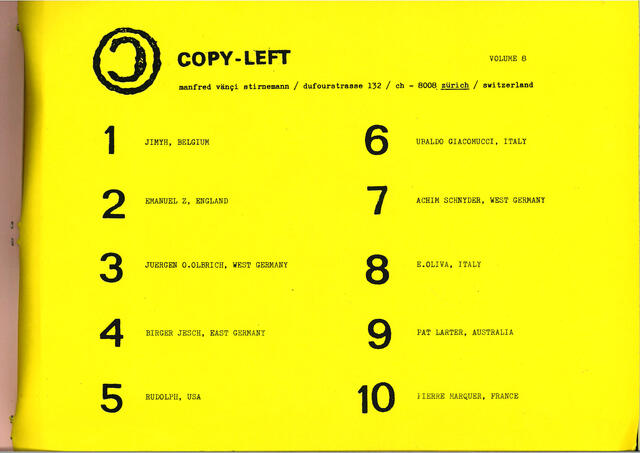 COPY-LEFT
VOLUME 8
manfred vänçi stirnemann / dufourstrasse 132 / ch - 8008 zürich / switzerland
1 JIMYH, BELGIUM
2 EMANUEL Z, ENGLAND
3 JUERGEN O.OLBRICH, WEST GERMANY
4 BIRGER JESCH, EAST GERMANY
5 RUDOLPH, USA
6 UBALDO GIACOMUCCI, ITALY
7 ACHIM SCHNYDER, WEST GERMANY
8 E.OLIVA, ITALY
9 PAT LARTER, AUSTRALIA
10 PIERRE MARQUER, FRANCE